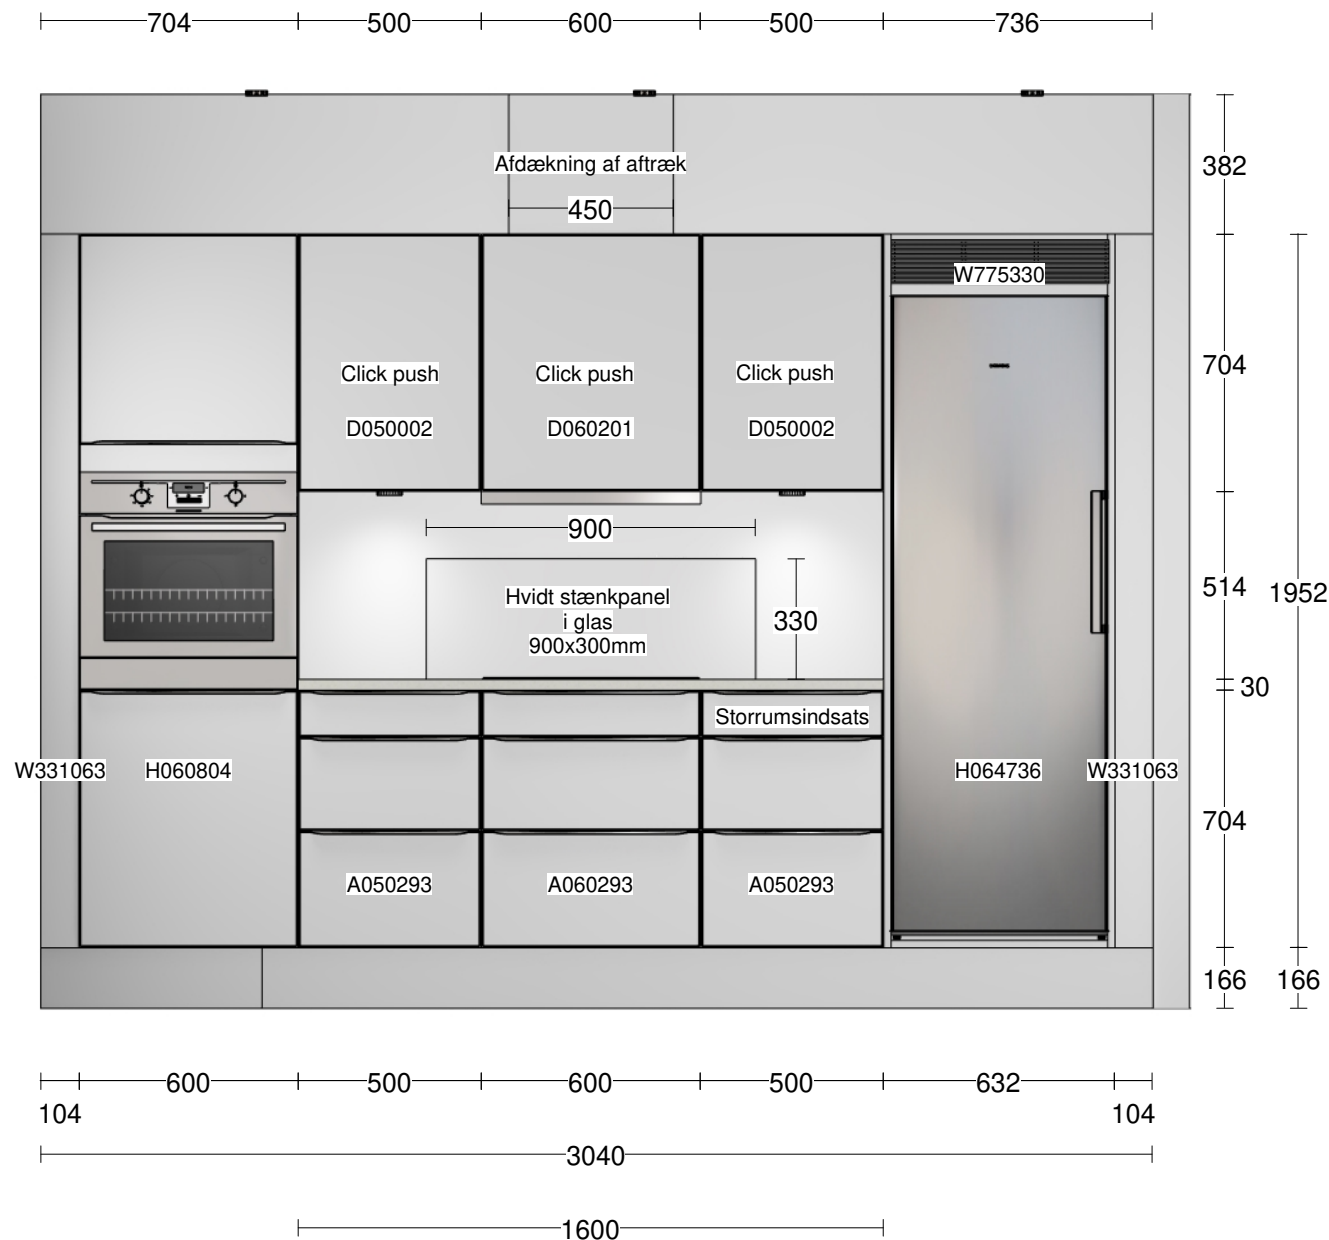 704 500 600 500 736
Afdækning af aftræk
382
450
W775330
Click push Click push Click push
704
D050002 D060201 D050002
900
Hvidt stænkpanel
i glas
900x300mm
330
514
1952
30
Storrumsindsats
W331063 H060804 H064736 W331063
704
A050293 A060293 A050293
166 166
600 500 600 500 632
104 104
3040
1600